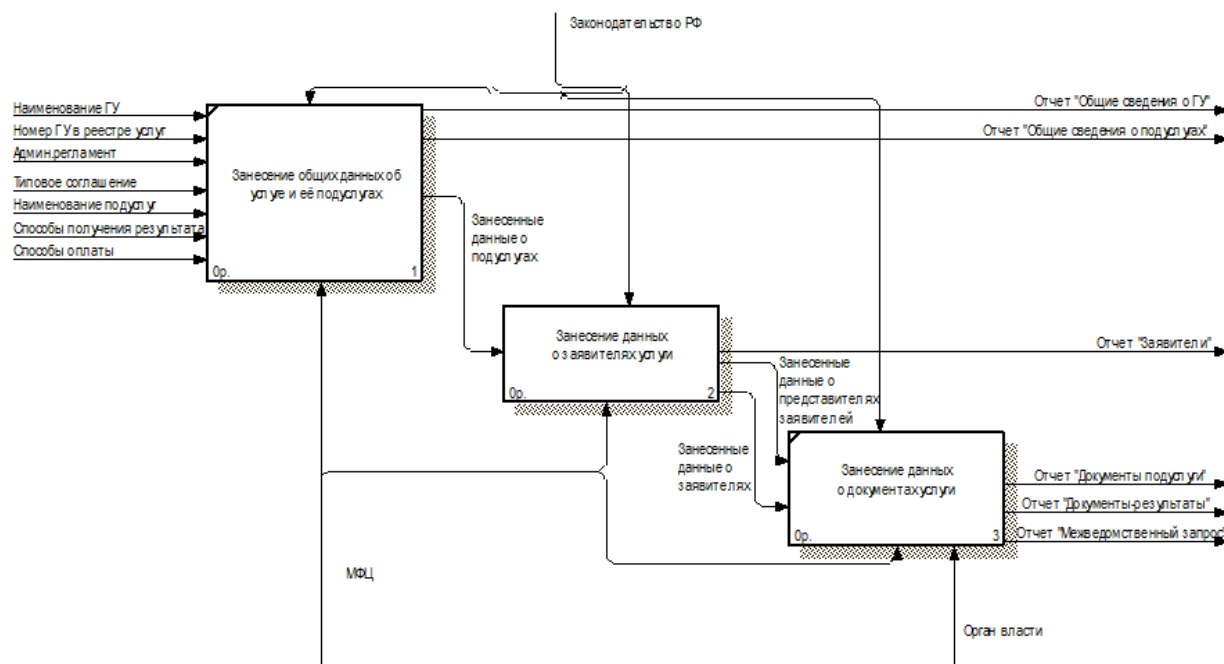 Законодательство РФ
Наименование ГУ
Номер ГУ в реестре услуг
Админ.регламент
Типовое соглашение
Наименование подуслуг
Способы получения результата
Способы оплаты
Занесение общих данных об
услуге и её подуслугах
0р.
1
Отчет "Общие сведения о ГУ"
Отчет "Общие сведения о подуслугах"
Занесенные
данные о
подуслугах
Занесение данных
о заявителях услуги
0р.
2
Отчет "Заявители"
Занесенные
данные о
представителях
заявителей
Занесенные
данные о
заявителях
Занесение данных
о документах услуги
0р.
3
Отчет "Документы подуслуги"
Отчет "Документы-результаты"
Отчет "Межведомственный запрос"
МФЦ
Орган власти